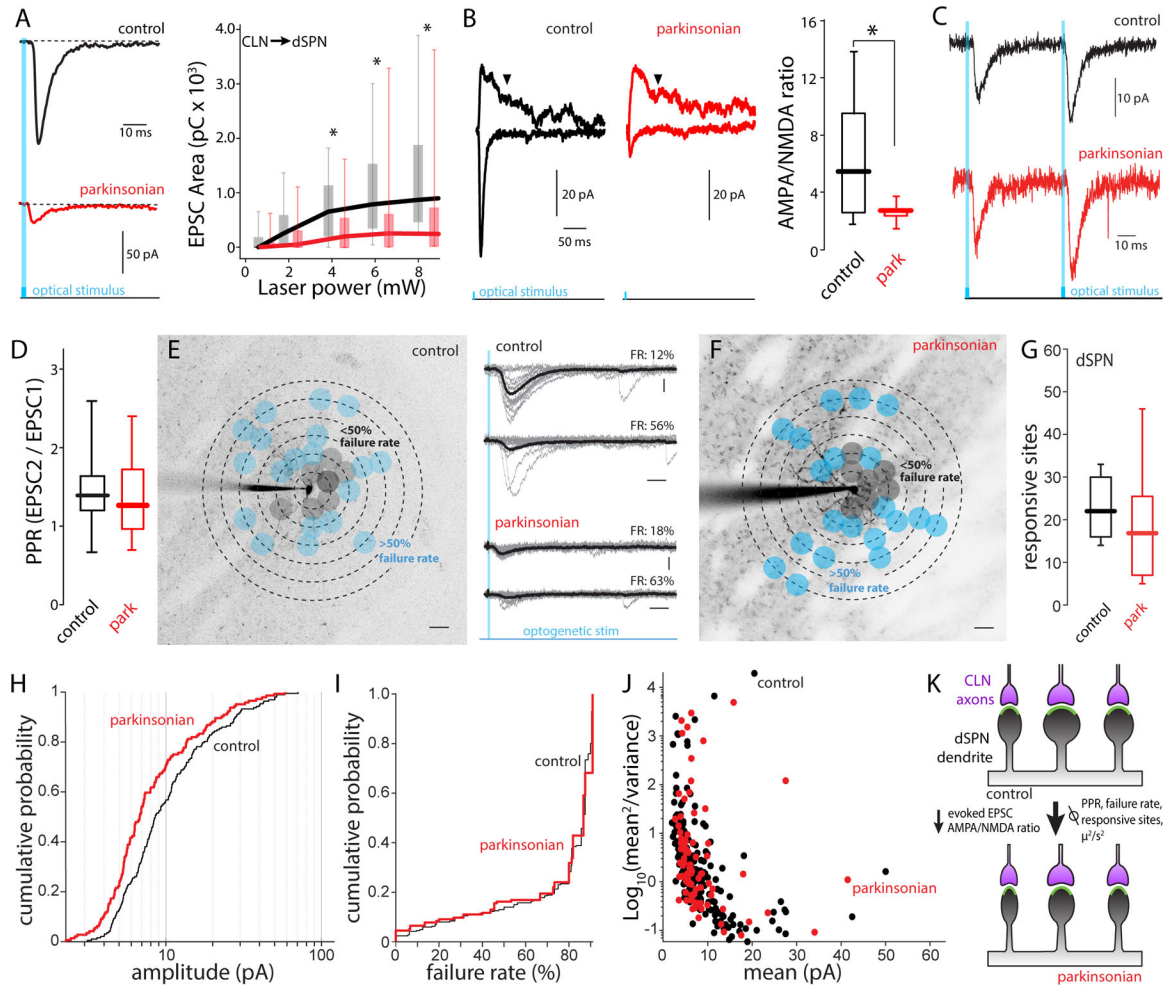 A
control
10 ms
parkinsonian
50 pA
CLN → dSPN
EPSC Area (pC x 10³)
4.0
3.0
2.0
1.0
0
* * * *
0 2 4 6 8
Laser power (mW)
B
control
parkinsonian
20 pA
20 pA
50 ms
optical stimulus
AMPA/NMDA ratio
16
12
8
4
0
*
control
park
C
control
10 pA
parkinsonian
10 ms
optical stimulus
D
PPR (EPSC2 / EPSC1)
3
2
1
0
control
park
E
control
<50%
failure rate
>50%
failure rate
control
FR: 12%
FR: 56%
parkinsonian
FR: 18%
FR: 63%
optogenetic stim
F
parkinsonian
<50%
failure rate
>50%
failure rate
G
dSPN
responsive sites
60
50
40
30
20
10
0
control
park
H
cumulative probability
1
0.8
0.6
0.4
0.2
0
parkinsonian
control
10 100
amplitude (pA)
I
cumulative probability
1.0
0.8
0.6
0.4
0.2
0
control
parkinsonian
0 20 40 60 80
failure rate (%)
J
Log₁₀(mean²/variance)
4
3
2
1
0
-1
control
parkinsonian
0 10 20 30 40 50 60
mean (pA)
K
CLN
axons
dSPN
dendrite
control
evoked EPSC
AMPA/NMDA ratio
PPR, failure rate,
responsive sites,
μ²/s²
parkinsonian